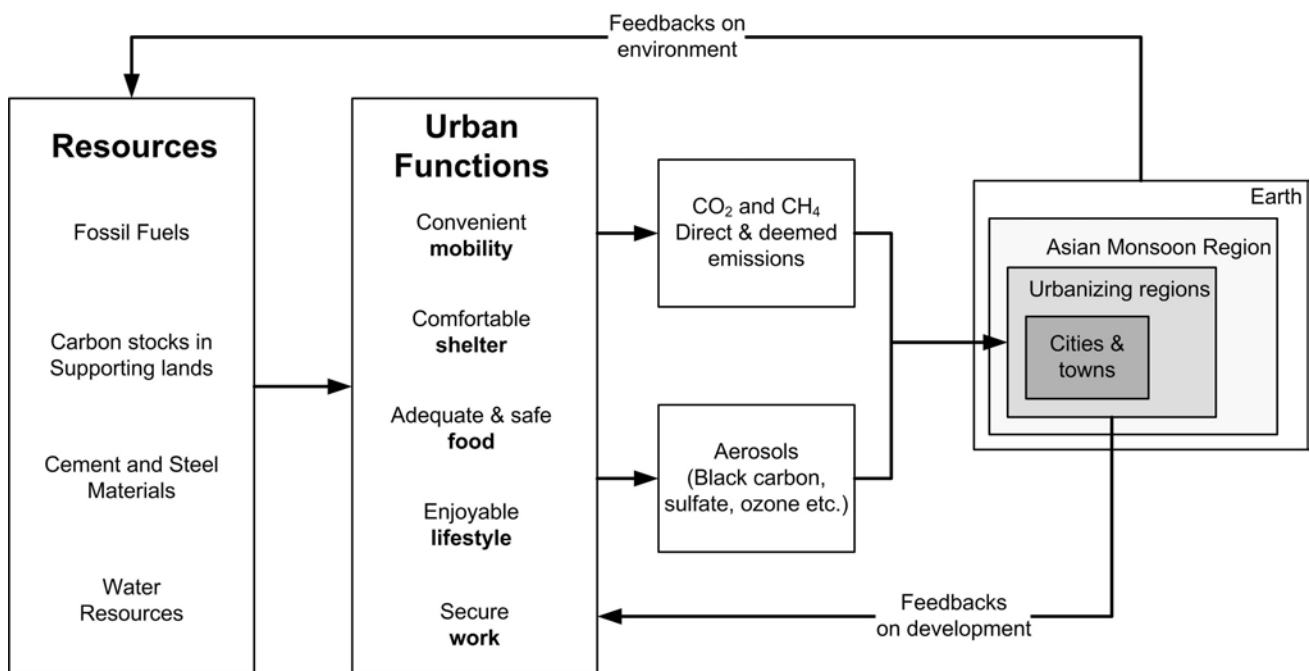 Feedbacks on
environment
Resources
Fossil Fuels
Carbon stocks in
Supporting lands
Cement and Steel
Materials
Water
Resources
Urban
Functions
Convenient
mobility
Comfortable
shelter
Adequate & safe
food
Enjoyable
lifestyle
Secure
work
CO₂ and CH₄
Direct & deemed
emissions
Aerosols
(Black carbon,
sulfate, ozone etc.)
Earth
Asian Monsoon Region
Urbanizing regions
Cities &
towns
Feedbacks
on development